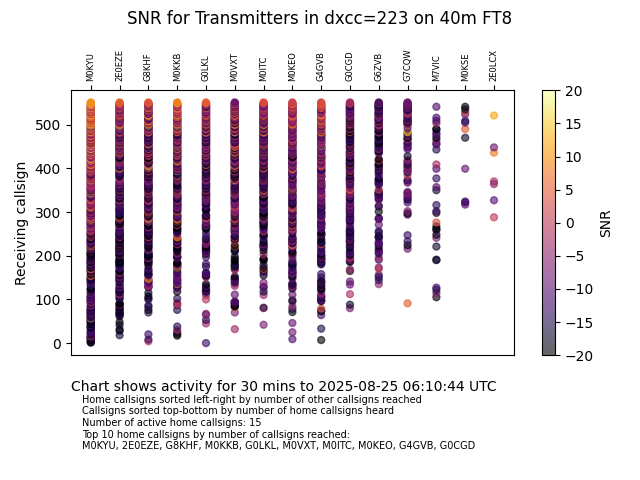 SNR for Transmitters in dxcc=223 on 40m FT8
M0KYU 2E0EZE G8KHF M0KKB G0LKL M0VXT M0ITC M0KEO G4GVB G0CGD G6ZVB G7CQW M7VIC M0KSE 2E0LCX
Receiving callsign
500
400
300
200
100
0
20
15
10
5
0
−5
−10
−15
−20
SNR
Chart shows activity for 30 mins to 2025-08-25 06:10:44 UTC
Home callsigns sorted left-right by number of other callsigns reached
Callsigns sorted top-bottom by number of home callsigns heard
Number of active home callsigns: 15
Top 10 home callsigns by number of callsigns reached:
M0KYU, 2E0EZE, G8KHF, M0KKB, G0LKL, M0VXT, M0ITC, M0KEO, G4GVB, G0CGD